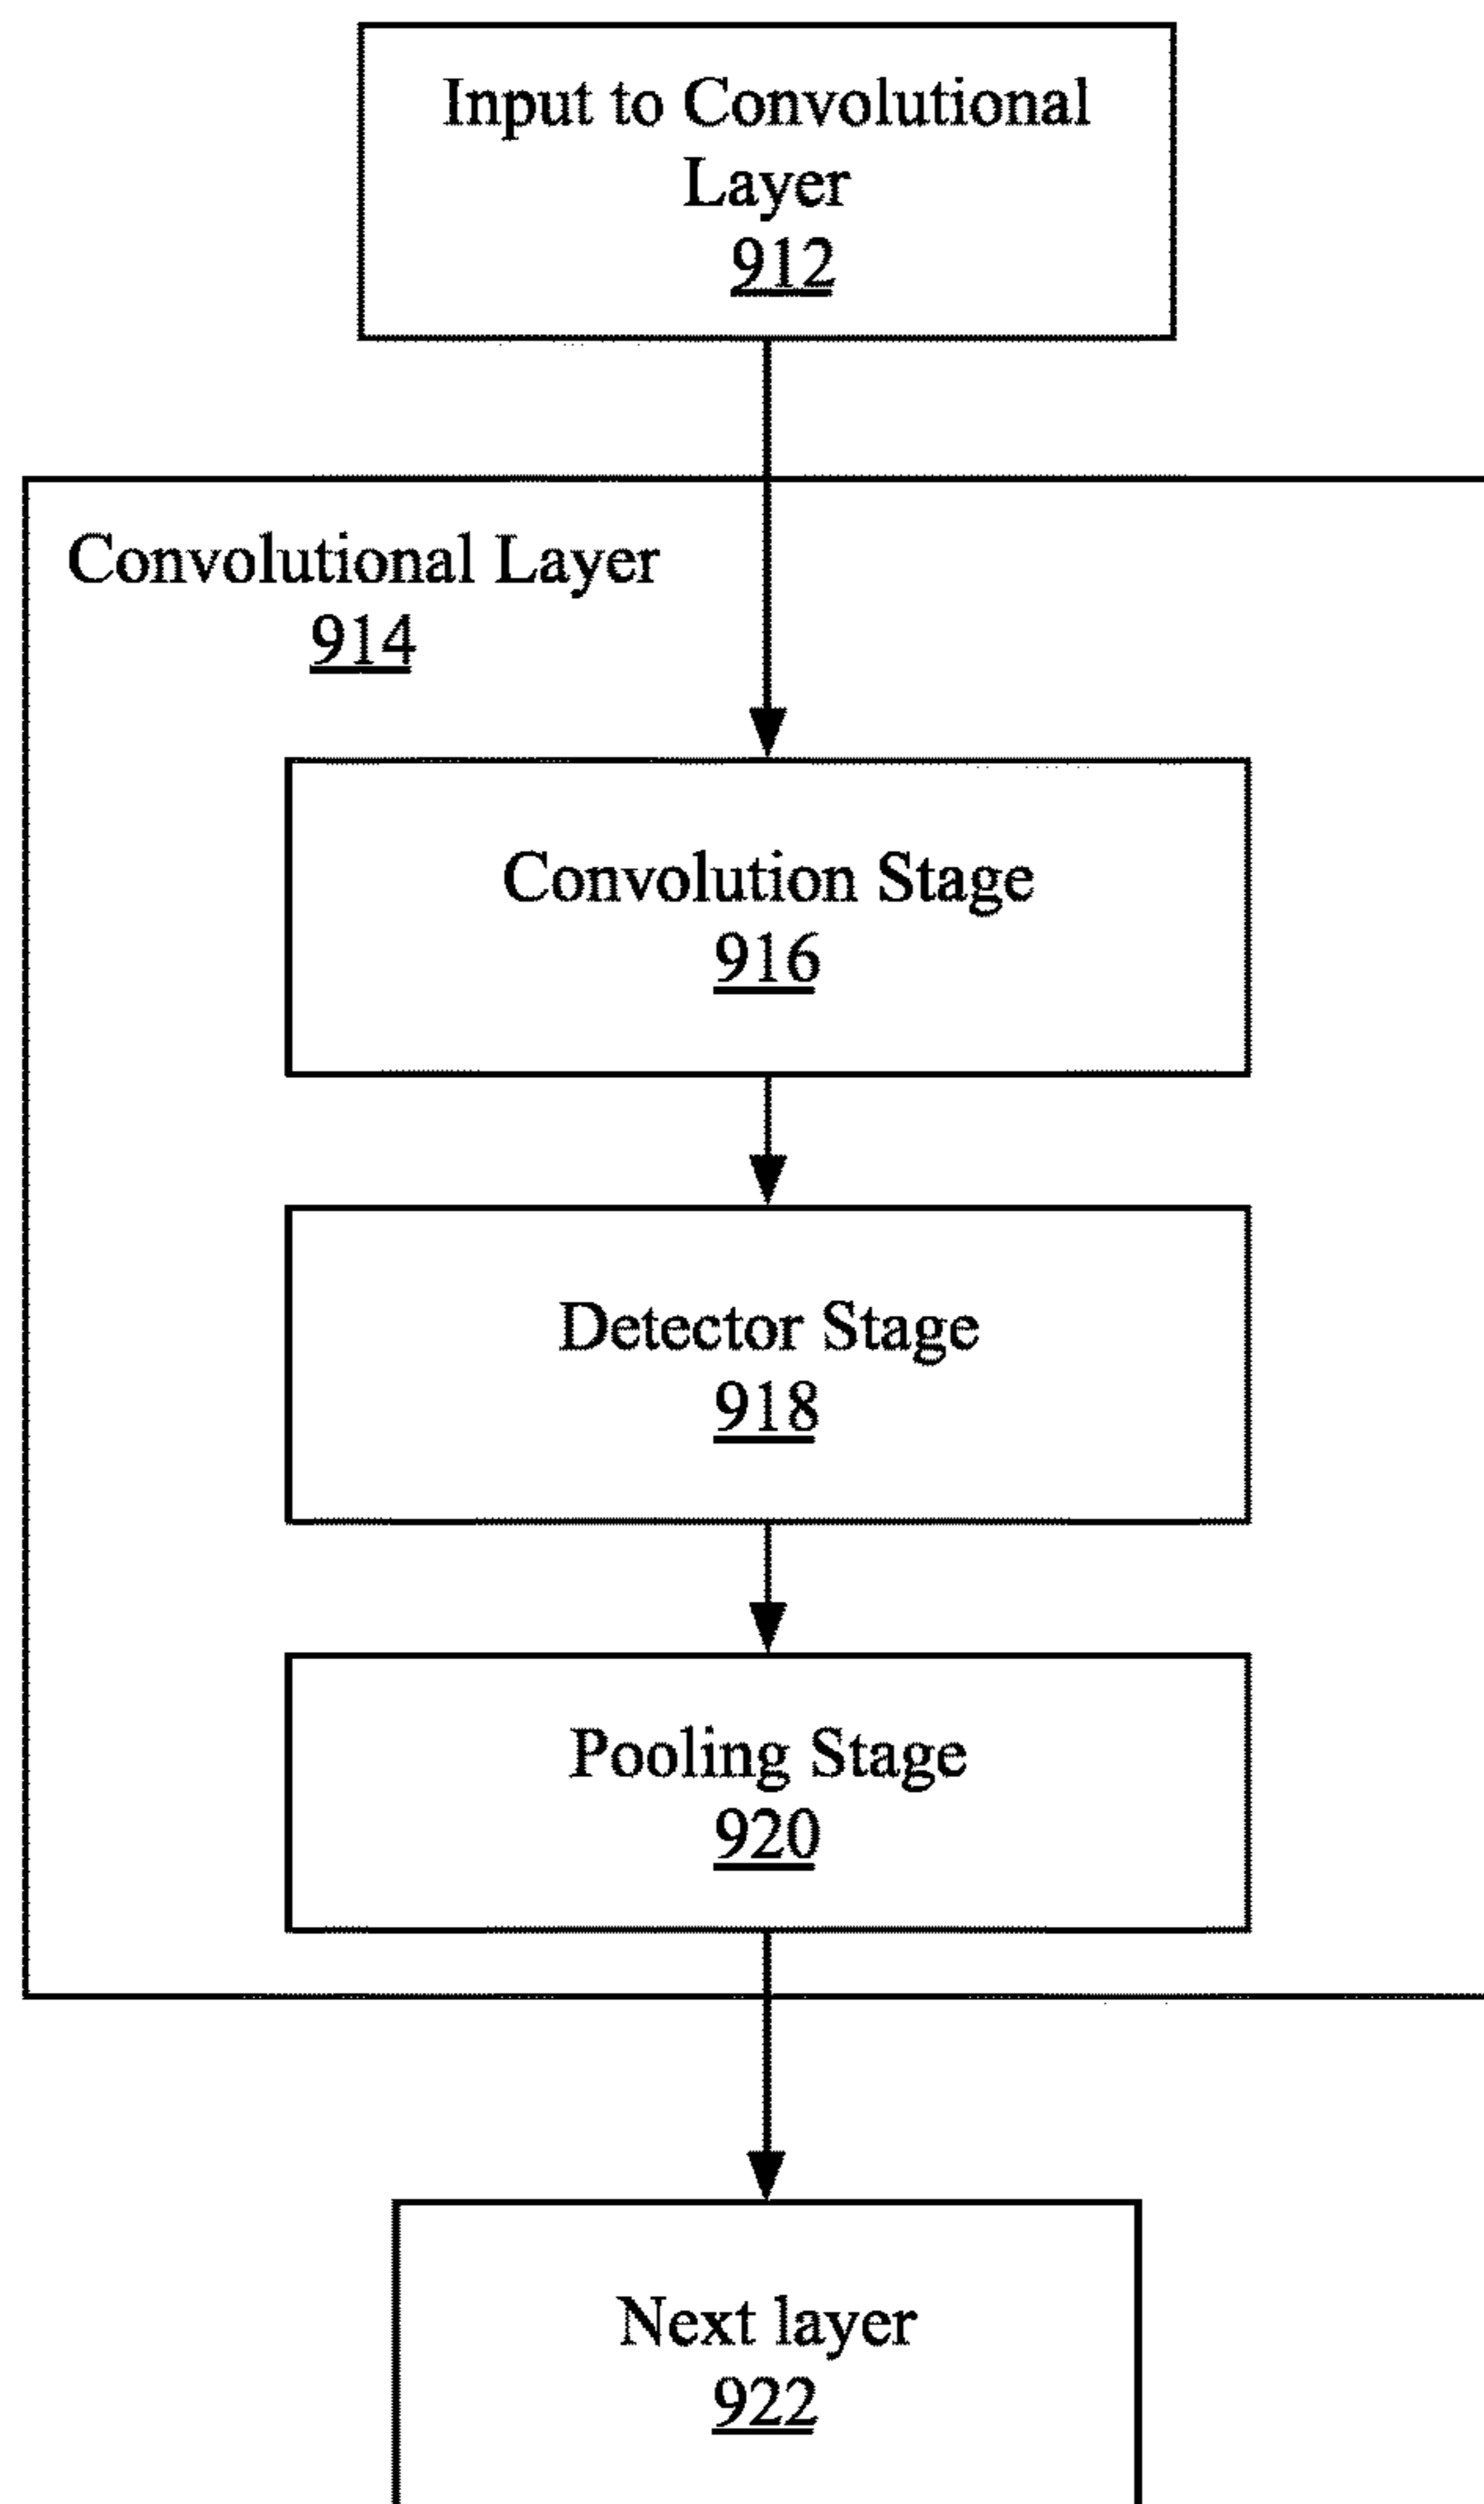 Input to Convolutional
Layer
912
Convolutional Layer
914
Convolution Stage
916
Detector Stage
918
Pooling Stage
920
Next layer
922